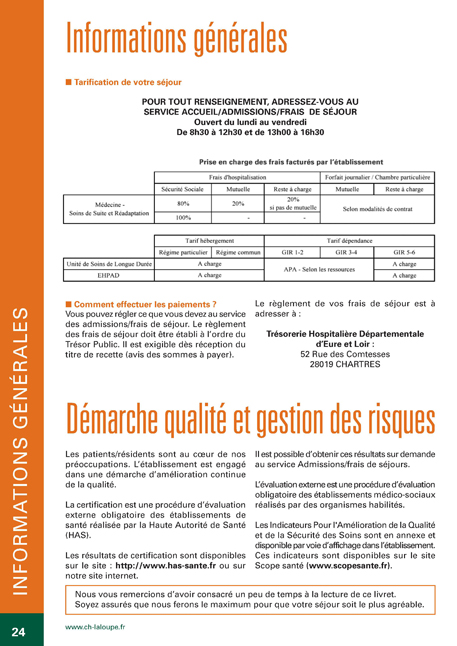 Informations générales
■ Tarification de votre séjour
POUR TOUT RENSEIGNEMENT, ADRESSEZ-VOUS AU
SERVICE ACCUEIL/ADMISSIONS/FRAIS DE SÉJOUR
Ouvert du lundi au vendredi
De 8h30 à 12h30 et de 13h00 à 16h30
Prise en charge des frais facturés par l'établissement
Frais d'hospitalisation Forfait journalier / Chambre particulière
Sécurité Sociale Mutuelle Reste à charge Mutuelle Reste à charge
Médecine -
Soins de Suite et Réadaptation
80% 20% 20%
si pas de mutuelle
Selon modalités de contrat
100% - -
Tarif hébergement Tarif dépendance
Régime particulier Régime commun GIR 1-2 GIR 3-4 GIR 5-6
Unité de Soins de Longue Durée A charge APA - Selon les ressources A charge
EHPAD A charge A charge
■ Comment effectuer les paiements ?
Vous pouvez régler ce que vous devez au service
des admissions/frais de séjour. Le règlement
des frais de séjour doit être établi à l'ordre du
Trésor Public. Il est exigible dès réception du
titre de recette (avis des sommes à payer).
Le règlement de vos frais de séjour est à
adresser à :
Trésorerie Hospitalière Départementale
d'Eure et Loir :
52 Rue des Comtesses
28019 CHARTRES
Démarche qualité et gestion des risques
Les patients/résidents sont au cœur de nos
préoccupations. L'établissement est engagé
dans une démarche d'amélioration continue
de la qualité.
La certification est une procédure d'évaluation
externe obligatoire des établissements de
santé réalisée par la Haute Autorité de Santé
(HAS).
Les résultats de certification sont disponibles
sur le site : http://www.has-sante.fr ou sur
notre site internet.
Il est possible d'obtenir ces résultats sur demande
au service Admissions/frais de séjours.
L'évaluation externe est une procédure d'évaluation
obligatoire des établissements médico-sociaux
réalisés par des organismes habilités.
Les Indicateurs Pour l'Amélioration de la Qualité
et de la Sécurité des Soins sont en annexe et
disponible par voie d'affichage dans l'établissement.
Ces indicateurs sont disponibles sur le site
Scope santé (www.scopesante.fr).
Nous vous remercions d'avoir consacré un peu de temps à la lecture de ce livret.
Soyez assurés que nous ferons le maximum pour que votre séjour soit le plus agréable.
INFORMATIONS GÉNÉRALES
24
www.ch-laloupe.fr